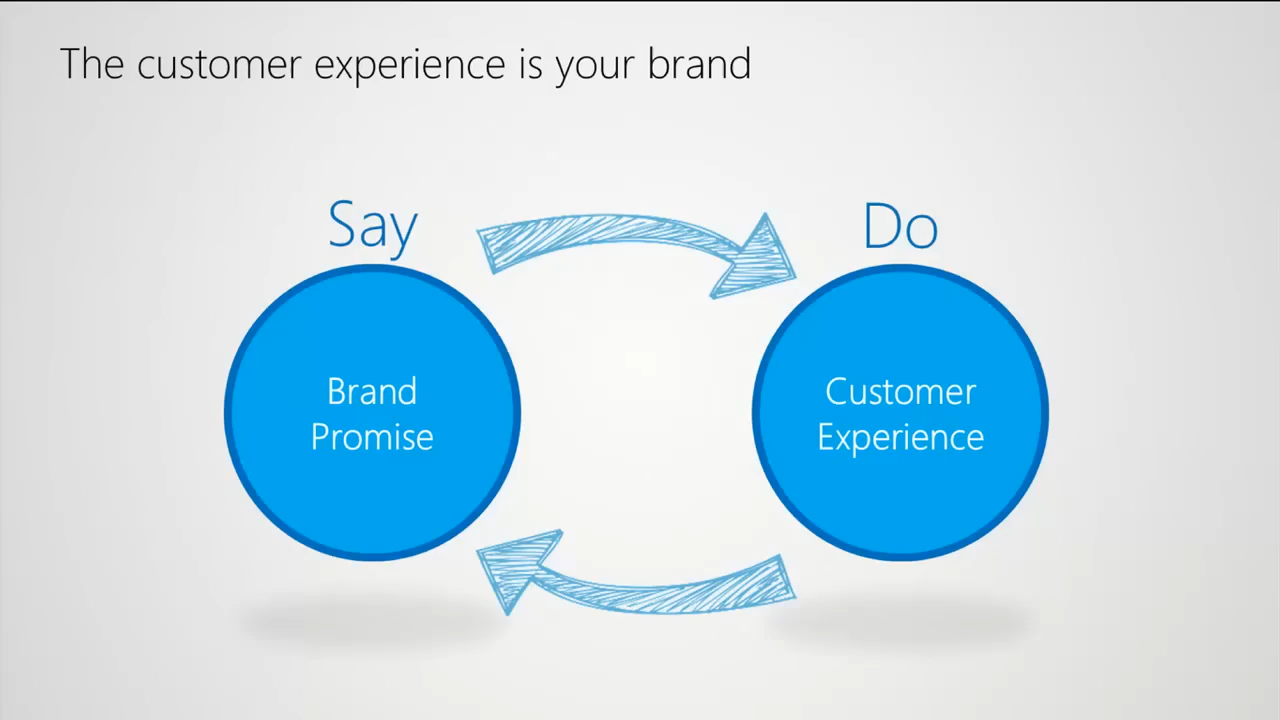 The customer experience is your brand
Say
Do
Brand
Promise
Customer
Experience